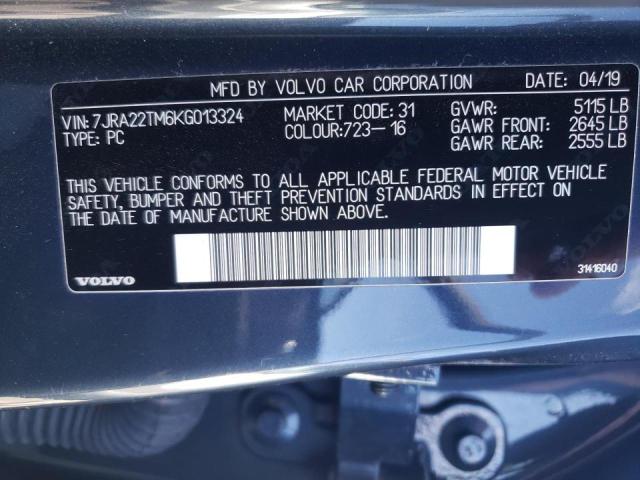 MFD BY VOLVO CAR CORPORATION DATE: 04/19
VIN: 7JRA22TM6KG013324 MARKET CODE: 31 GVWR: 5115 LB
TYPE: PC COLOUR: 723-16 GAWR FRONT: 2645 LB
GAWR REAR: 2555 LB
THIS VEHICLE CONFORMS TO ALL APPLICABLE FEDERAL MOTOR VEHICLE
SAFETY, BUMPER AND THEFT PREVENTION STANDARDS IN EFFECT ON
THE DATE OF MANUFACTURE SHOWN ABOVE.
VOLVO 31416040